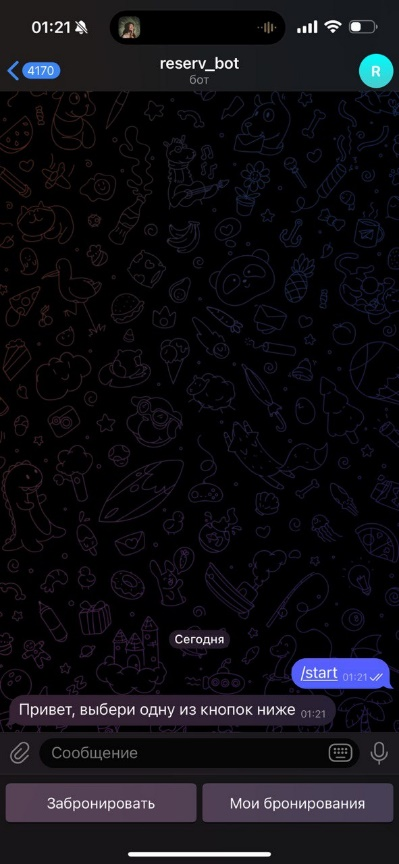 01:21
4170
reserv_bot
бот
R
Сегодня
/start 01:21
Привет, выбери одну из кнопок ниже 01:21
Сообщение
Забронировать
Мои бронирования